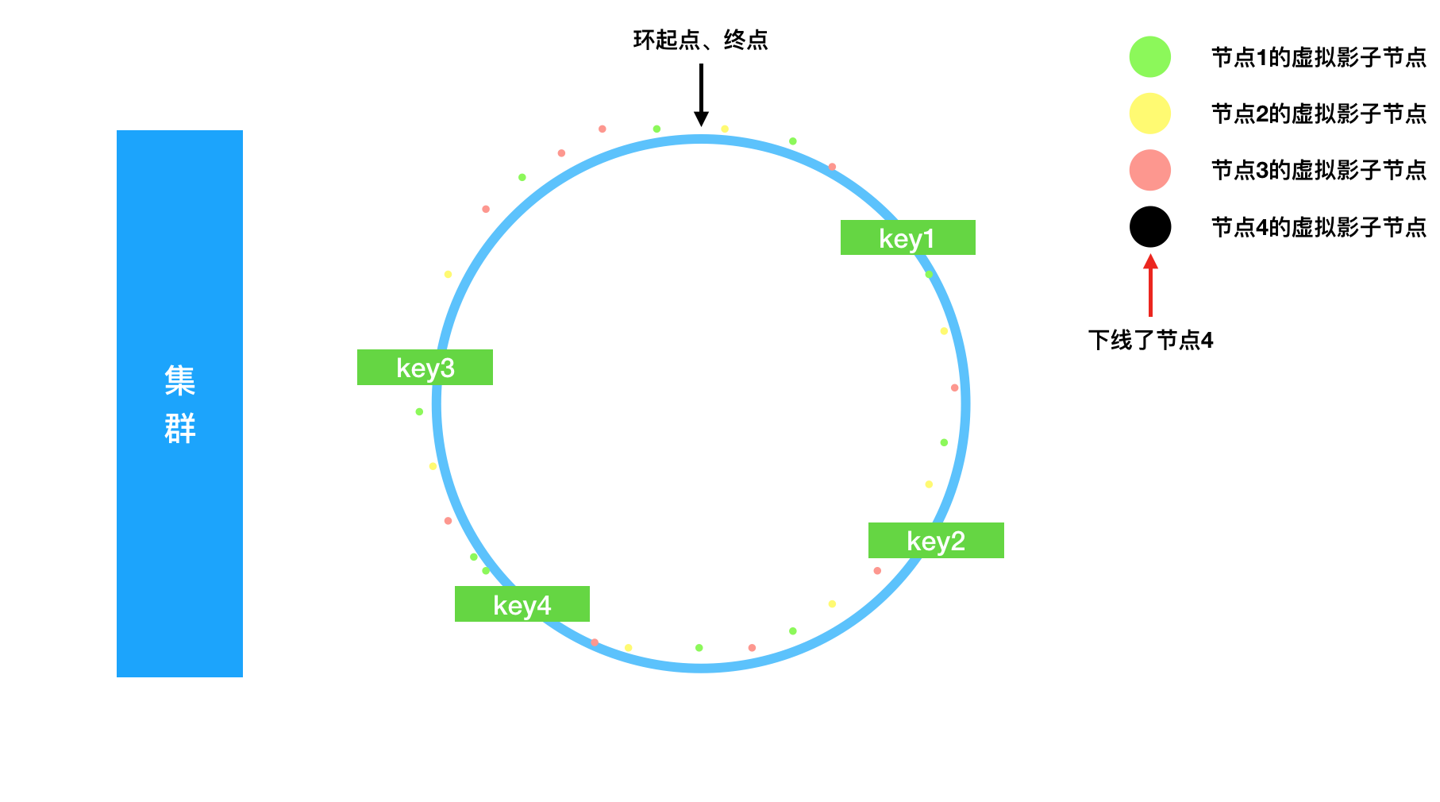 环起点、终点
节点1的虚拟影子节点
节点2的虚拟影子节点
节点3的虚拟影子节点
节点4的虚拟影子节点
下线了节点4
key1
key3
集
群
key2
key4